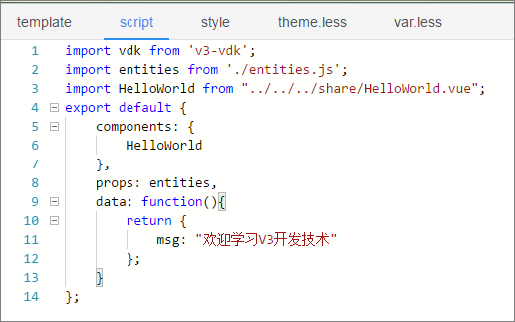 template script style theme.less var.less
1 import vdk from 'v3-vdk';
2 import entities from './entities.js';
3 import HelloWorld from "../../../share/HelloWorld.vue";
4 export default {
5 components: {
6 HelloWorld
7 },
8 props: entities,
9 data: function(){
10 return {
11 msg: "欢迎学习V3开发技术"
12 };
13 }
14 };